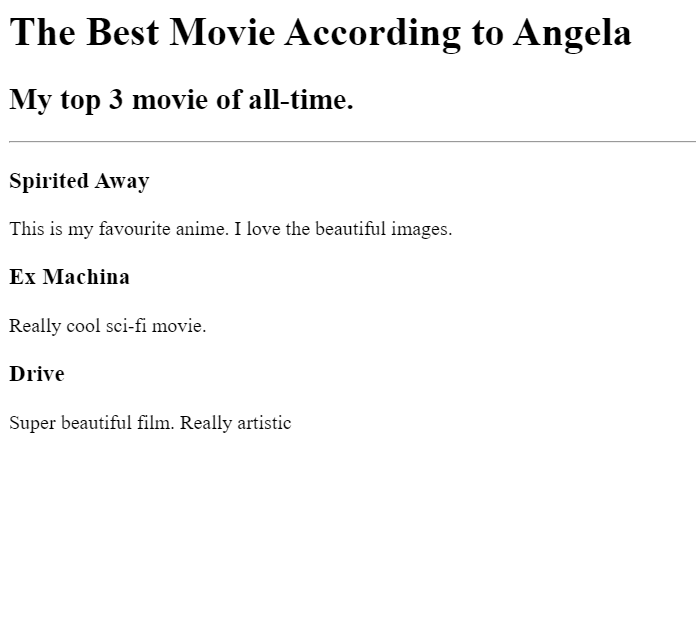 The Best Movie According to Angela
My top 3 movie of all-time.
Spirited Away
This is my favourite anime. I love the beautiful images.
Ex Machina
Really cool sci-fi movie.
Drive
Super beautiful film. Really artistic